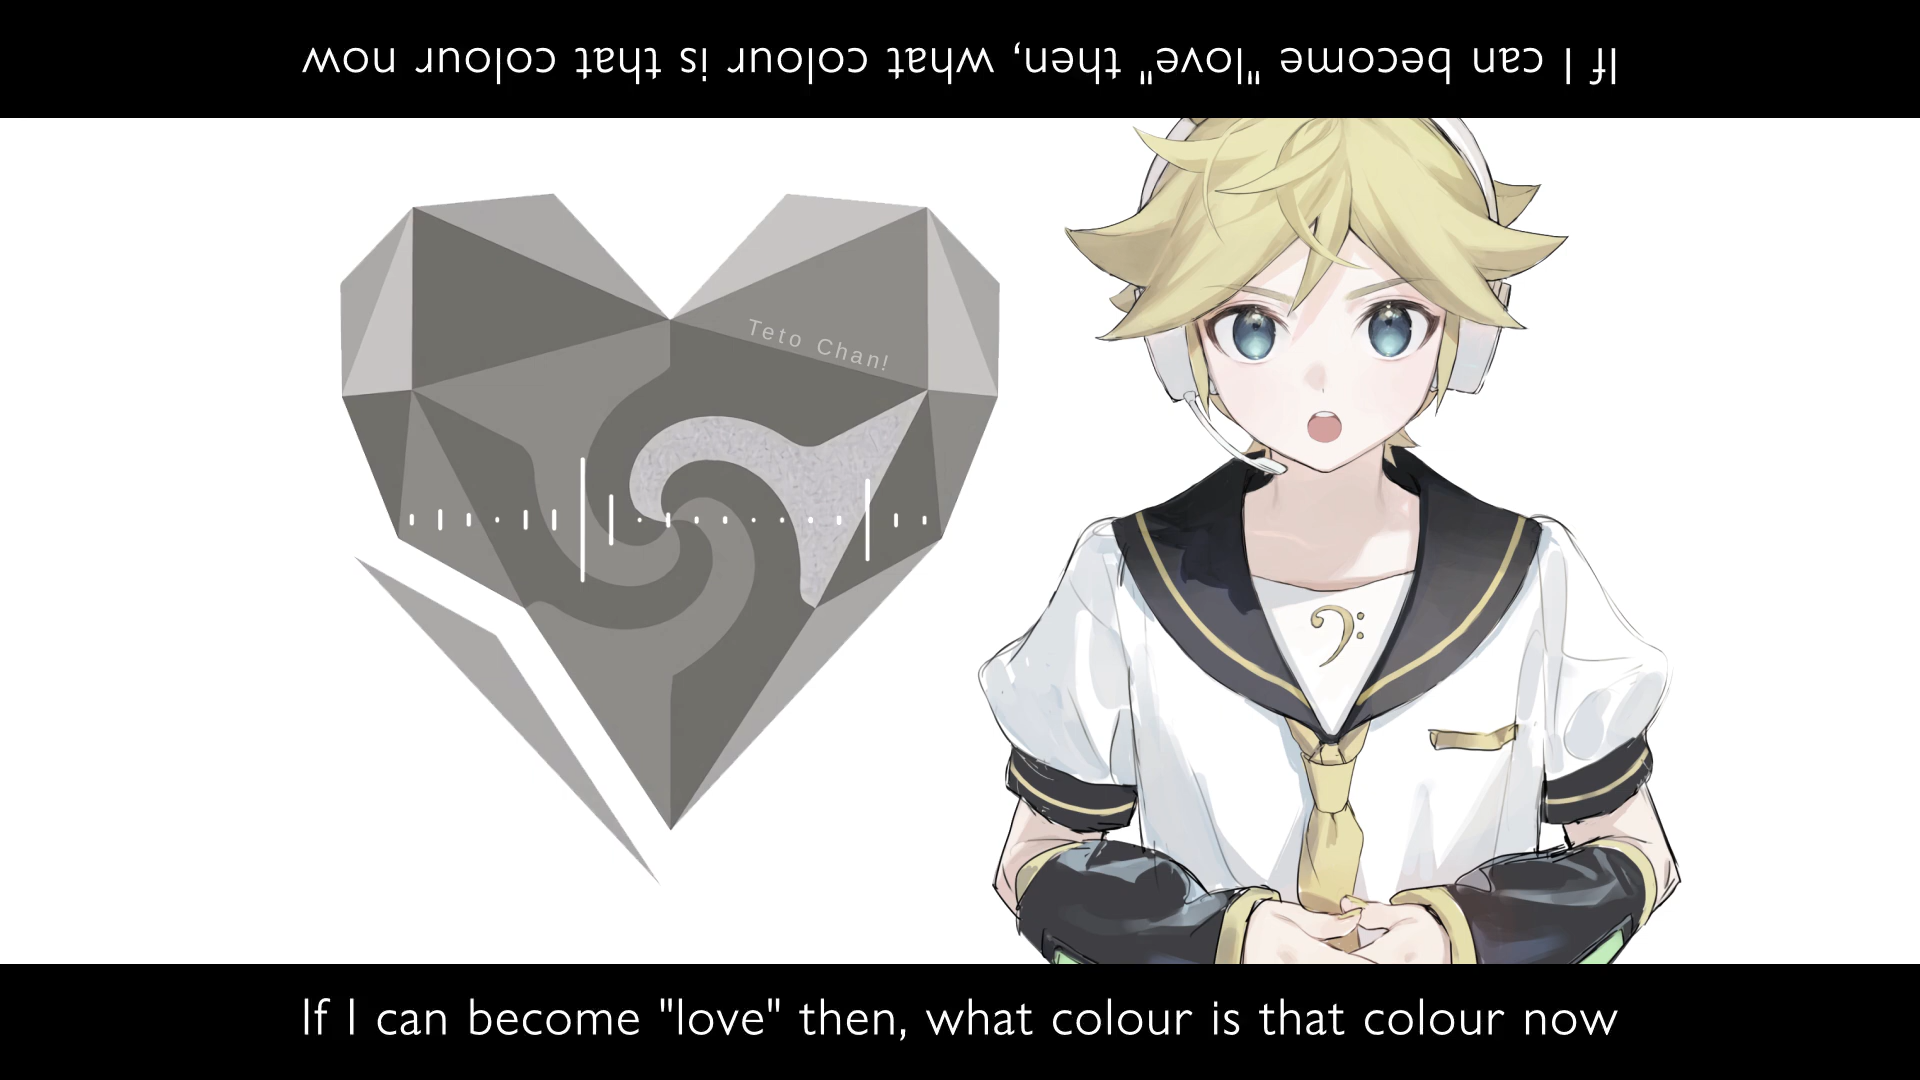 If I can become "love" then, what colour is that colour now
Teto Chan!
If I can become "love" then, what colour is that colour now